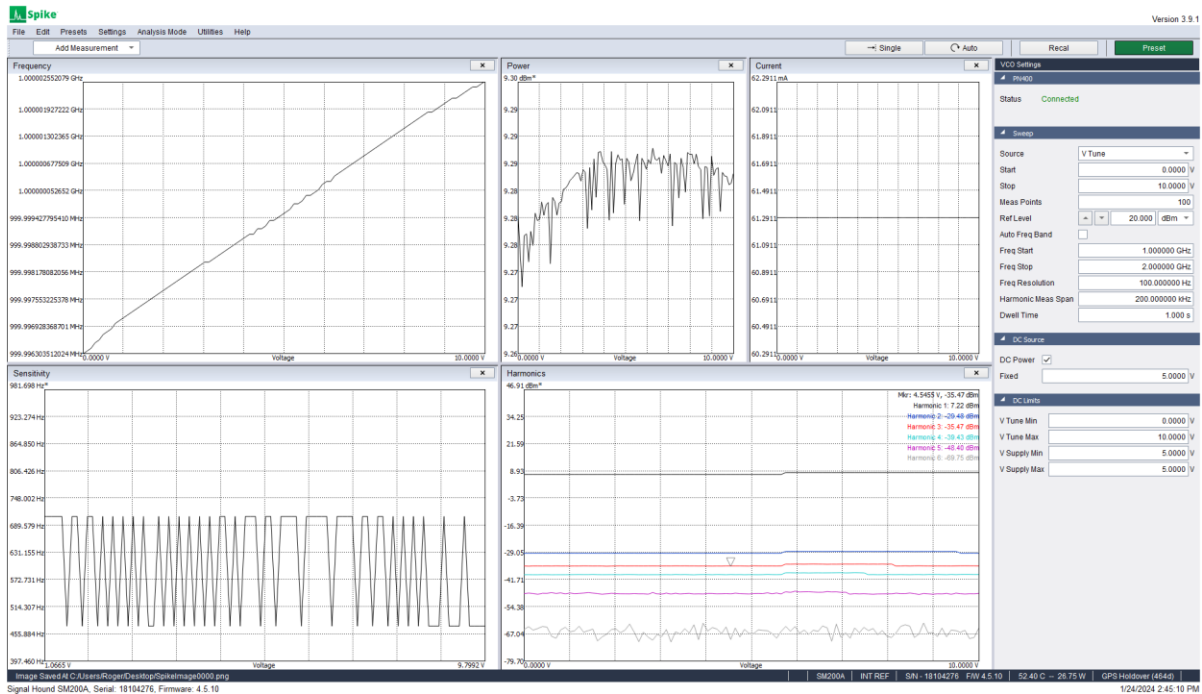 Spike
Version 3.9.1
File Edit Presets Settings Analysis Mode Utilities Help
Add Measurement
Single
Auto
Recal
Preset
Frequency
1.000002552079 GHz
1.000001927222 GHz
1.000001302365 GHz
1.000000677509 GHz
1.000000052652 GHz
999.999427795410 MHz
999.998802938733 MHz
999.998178082056 MHz
999.997553225378 MHz
999.996928368701 MHz
999.996303512024 MHz
0.0000 V Voltage 10.0000 V
Power
9.30 dBm*
9.29
9.29
9.29
9.28
9.28
9.28
9.27
9.27
9.27
9.26
0.0000 V Voltage 10.0000 V
Current
62.2911 mA
62.0911
61.8911
61.6911
61.4911
61.2911
61.0911
60.8911
60.6911
60.4911
60.2911
0.0000 V Voltage 10.0000 V
Sensitivity
981.698 Hz*
923.274 Hz
864.850 Hz
806.426 Hz
748.002 Hz
689.579 Hz
631.155 Hz
572.731 Hz
514.307 Hz
455.884 Hz
397.460 Hz
1.0665 V Voltage 9.7992 V
Harmonics
46.91 dBm*
34.25
21.59
8.93
-3.73
-16.39
-29.05
-41.71
-54.38
-67.04
-79.70
0.0000 V Voltage 10.0000 V
Mkr: 4.5455 V, -35.47 dBm
Harmonic 1: 7.22 dBm
Harmonic 2: -29.48 dBm
Harmonic 3: -35.47 dBm
Harmonic 4: -39.43 dBm
Harmonic 5: -48.40 dBm
Harmonic 6: -69.75 dBm
VCO Settings
PN400
Status Connected
Sweep
Source V Tune
Start 0.0000 V
Stop 10.0000 V
Meas Points 100
Ref Level 20.000 dBm
Auto Freq Band
Freq Start 1.000000 GHz
Freq Stop 2.000000 GHz
Freq Resolution 100.000000 Hz
Harmonic Meas Span 200.000000 kHz
Dwell Time 1.000 s
DC Source
DC Power
Fixed 5.0000 V
DC Limits
V Tune Min 0.0000 V
V Tune Max 10.0000 V
V Supply Min 5.0000 V
V Supply Max 5.0000 V
Image Saved At C:/Users/Roger/Desktop/SpikeImage0000.png
SM200A INT REF S/N - 18104276 F/W 4.5.10 52.40 C -- 26.75 W GPS Holdover (464d)
Signal Hound SM200A, Serial: 18104276, Firmware: 4.5.10
1/24/2024 2:45:10 PM